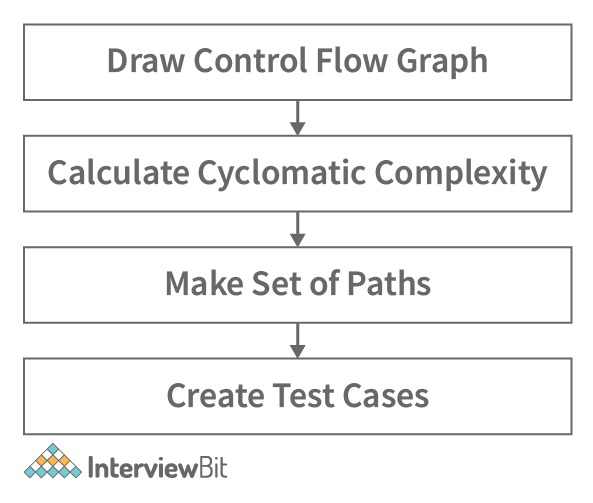 Draw Control Flow Graph
Calculate Cyclomatic Complexity
Make Set of Paths
Create Test Cases
InterviewBit